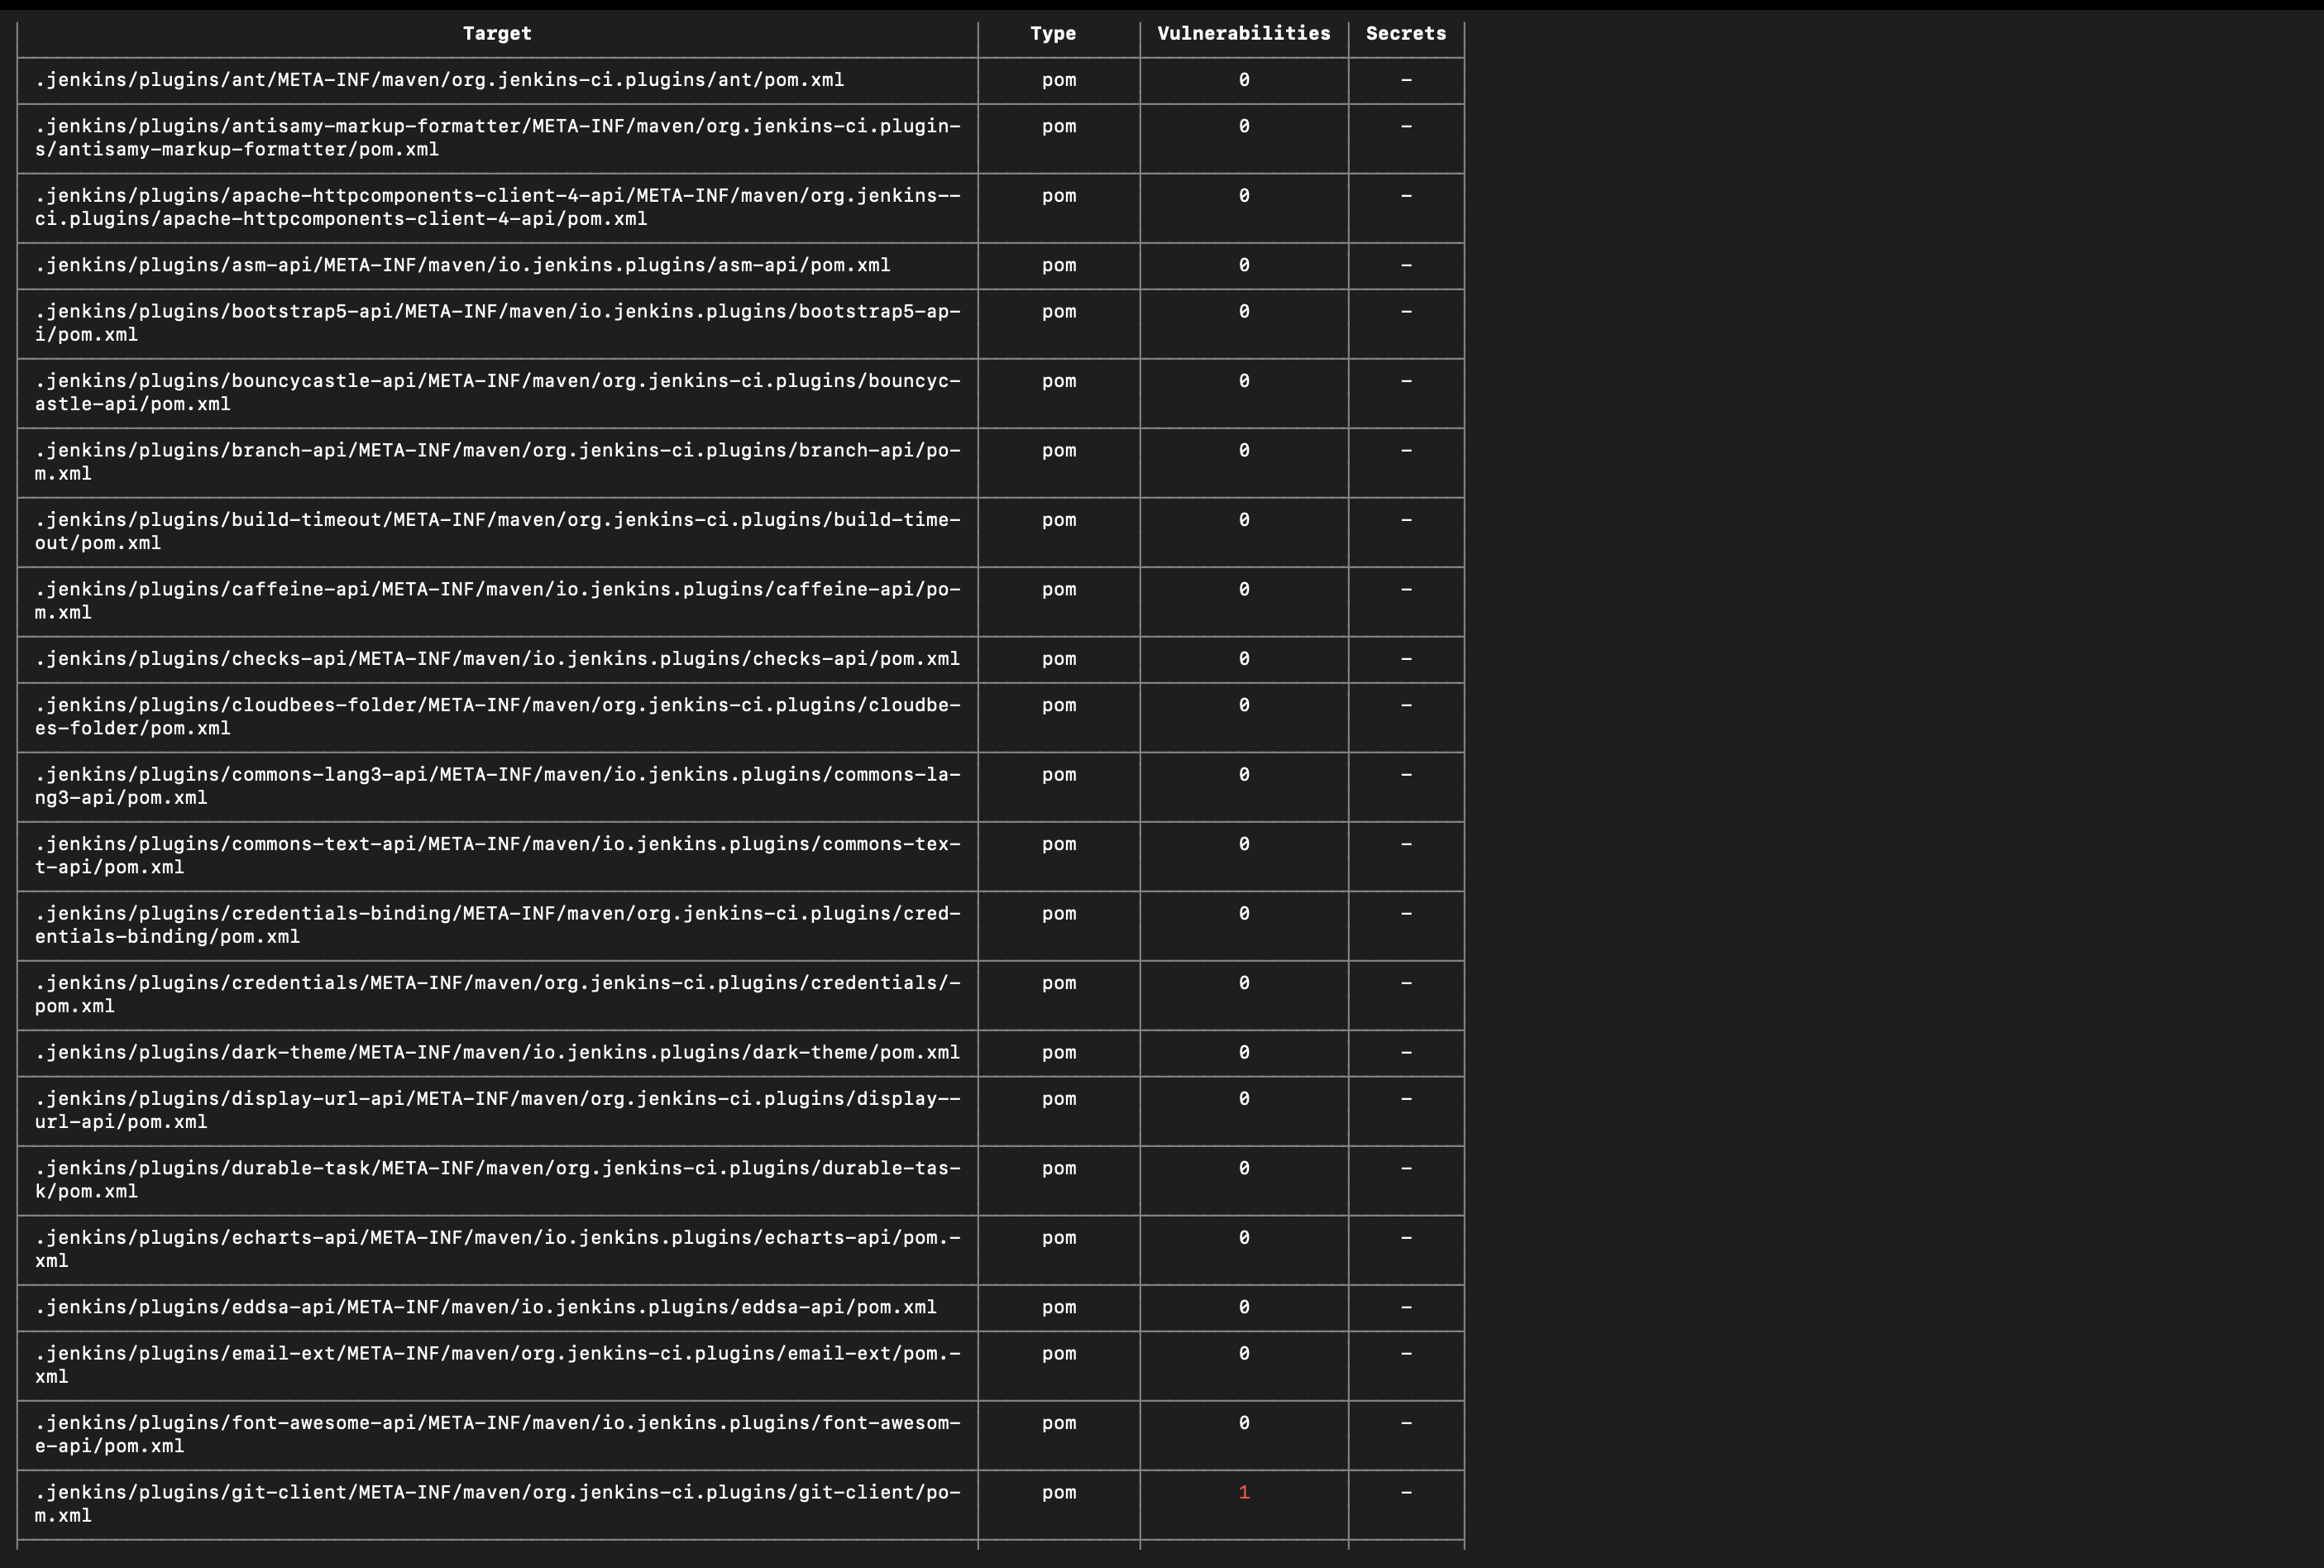 Target Type Vulnerabilities Secrets
.jenkins/plugins/ant/META-INF/maven/org.jenkins-ci.plugins/ant/pom.xml pom 0 -
.jenkins/plugins/antisamy-markup-formatter/META-INF/maven/org.jenkins-ci.plugin- pom 0 -
s/antisamy-markup-formatter/pom.xml
.jenkins/plugins/apache-httpcomponents-client-4-api/META-INF/maven/org.jenkins-- pom 0 -
ci.plugins/apache-httpcomponents-client-4-api/pom.xml
.jenkins/plugins/asm-api/META-INF/maven/io.jenkins.plugins/asm-api/pom.xml pom 0 -
.jenkins/plugins/bootstrap5-api/META-INF/maven/io.jenkins.plugins/bootstrap5-ap- pom 0 -
i/pom.xml
.jenkins/plugins/bouncycastle-api/META-INF/maven/org.jenkins-ci.plugins/bouncyc- pom 0 -
astle-api/pom.xml
.jenkins/plugins/branch-api/META-INF/maven/org.jenkins-ci.plugins/branch-api/po- pom 0 -
m.xml
.jenkins/plugins/build-timeout/META-INF/maven/org.jenkins-ci.plugins/build-time- pom 0 -
out/pom.xml
.jenkins/plugins/caffeine-api/META-INF/maven/io.jenkins.plugins/caffeine-api/po- pom 0 -
m.xml
.jenkins/plugins/checks-api/META-INF/maven/io.jenkins.plugins/checks-api/pom.xml pom 0 -
.jenkins/plugins/cloudbees-folder/META-INF/maven/org.jenkins-ci.plugins/cloudbe- pom 0 -
es-folder/pom.xml
.jenkins/plugins/commons-lang3-api/META-INF/maven/io.jenkins.plugins/commons-la- pom 0 -
ng3-api/pom.xml
.jenkins/plugins/commons-text-api/META-INF/maven/io.jenkins.plugins/commons-tex- pom 0 -
t-api/pom.xml
.jenkins/plugins/credentials-binding/META-INF/maven/org.jenkins-ci.plugins/cred- pom 0 -
entials-binding/pom.xml
.jenkins/plugins/credentials/META-INF/maven/org.jenkins-ci.plugins/credentials/- pom 0 -
pom.xml
.jenkins/plugins/dark-theme/META-INF/maven/io.jenkins.plugins/dark-theme/pom.xml pom 0 -
.jenkins/plugins/display-url-api/META-INF/maven/org.jenkins-ci.plugins/display-- pom 0 -
url-api/pom.xml
.jenkins/plugins/durable-task/META-INF/maven/org.jenkins-ci.plugins/durable-tas- pom 0 -
k/pom.xml
.jenkins/plugins/echarts-api/META-INF/maven/io.jenkins.plugins/echarts-api/pom.- pom 0 -
xml
.jenkins/plugins/eddsa-api/META-INF/maven/io.jenkins.plugins/eddsa-api/pom.xml pom 0 -
.jenkins/plugins/email-ext/META-INF/maven/org.jenkins-ci.plugins/email-ext/pom.- pom 0 -
xml
.jenkins/plugins/font-awesome-api/META-INF/maven/io.jenkins.plugins/font-awesom- pom 0 -
e-api/pom.xml
.jenkins/plugins/git-client/META-INF/maven/org.jenkins-ci.plugins/git-client/po- pom 1 -
m.xml